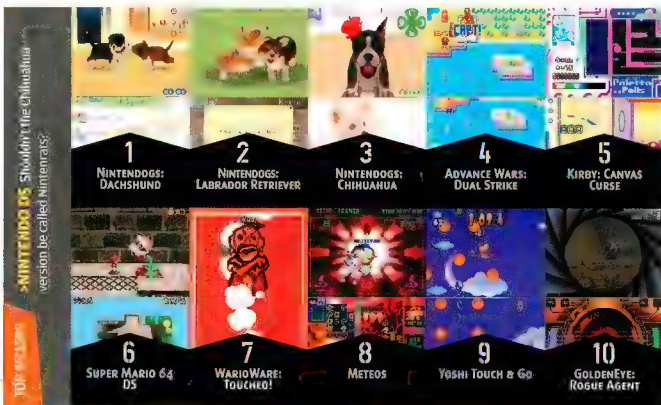 >NINTENDO DS Shouldn't the Chihuahua
version be called Nintenrats?
1
NINTENDOGS:
DACHSHUND
2
NINTENDOGS:
LABRADOR RETRIEVER
3
NINTENDOGS:
CHIHUAHUA
4
ADVANCE WARS:
DUAL STRIKE
5
KIRBY: CANVAS
CURSE
6
SUPER MARIO 64
DS
7
WARIOWARE:
TOUCHED!
8
METEOS
9
YOSHI TOUCH & GO
10
GOLDENEYE:
ROGUE AGENT